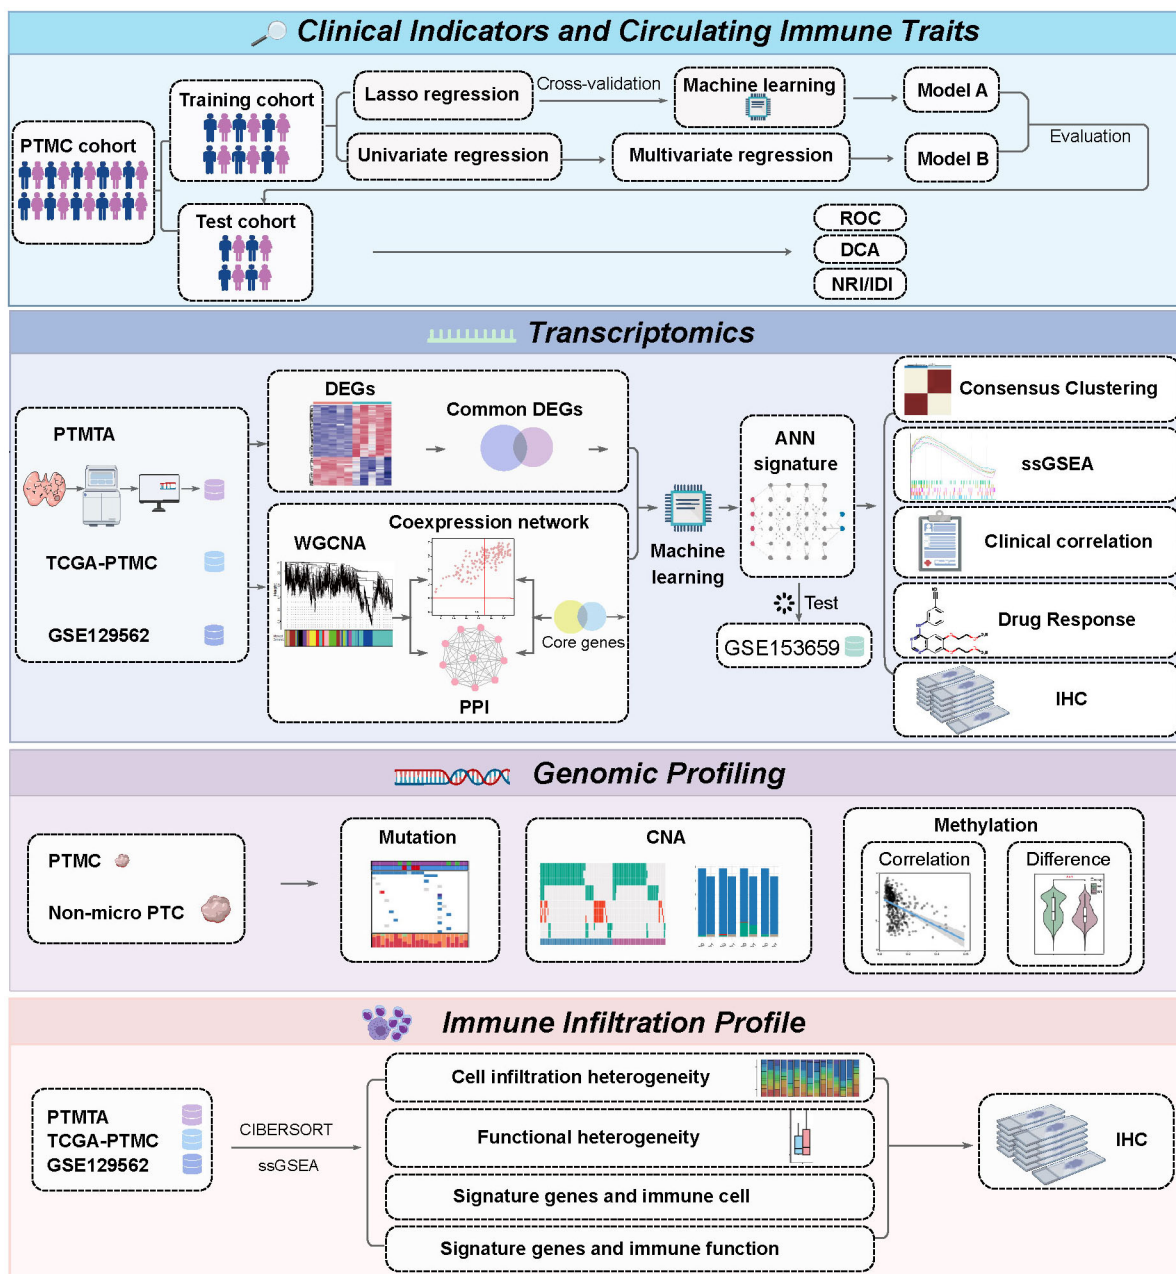 Clinical Indicators and Circulating Immune Traits
PTMC cohort
Training cohort
Test cohort
Lasso regression
Cross-validation
Machine learning
Model A
Univariate regression
Multivariate regression
Model B
Evaluation
ROC
DCA
NRI/IDI
Transcriptomics
PTMTA
TCGA-PTMC
GSE129562
DEGs
Common DEGs
Coexpression network
WGCNA
Core genes
PPI
Machine
learning
ANN
signature
Test
GSE153659
Consensus Clustering
ssGSEA
Clinical correlation
Drug Response
IHC
Genomic Profiling
PTMC
Non-micro PTC
Mutation
CNA
Methylation
Correlation
Difference
Immune Infiltration Profile
PTMTA
TCGA-PTMC
GSE129562
CIBERSORT
ssGSEA
Cell infiltration heterogeneity
Functional heterogeneity
Signature genes and immune cell
Signature genes and immune function
IHC